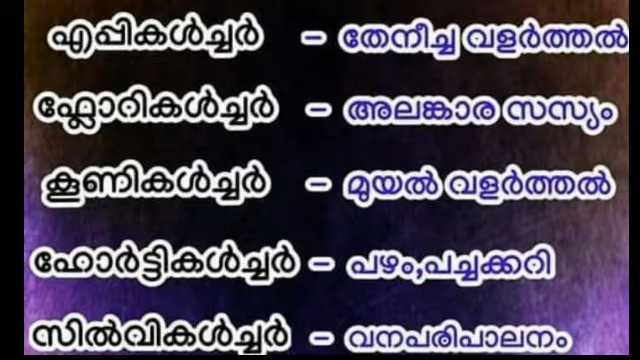 എപ്പികൾച്ചർ – തേനീച്ച വളർത്തൽ
ഫ്ലോറികൾച്ചർ – അലങ്കാര സസ്യം
കൂണികൾച്ചർ – മുയൽ വളർത്തൽ
ഹോർട്ടികൾച്ചർ – പഴം,പച്ചക്കറി
സിൽവികൾച്ചർ – വനപരിപാലനം